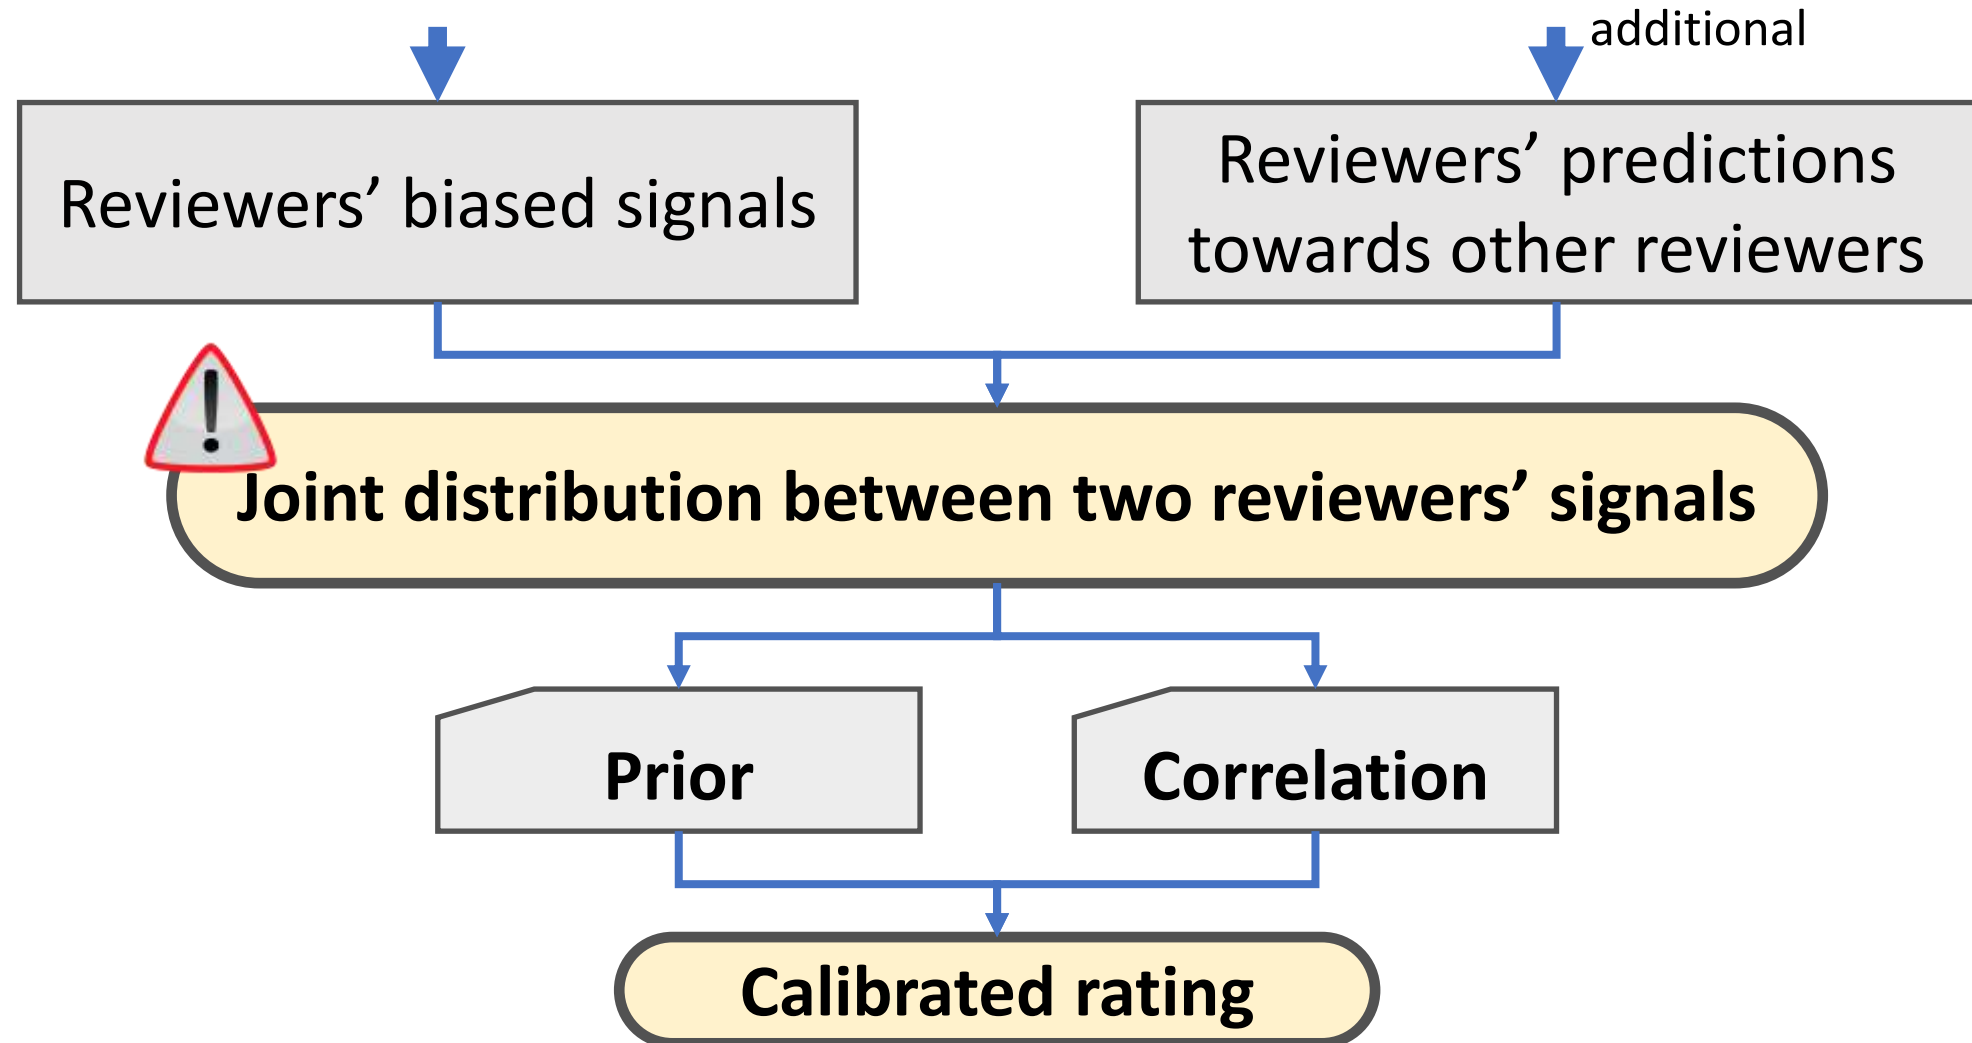 additional
Reviewers’ biased signals
Reviewers’ predictions
towards other reviewers
Joint distribution between two reviewers’ signals
Prior
Correlation
Calibrated rating